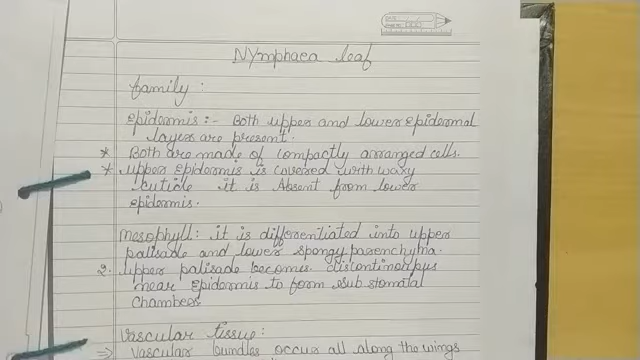 Nymphaea leaf
family :
epidermis :- Both upper and lower epidermal
layers are present.
* Both are made of compactly arranged cells.
* upper epidermis is covered with waxy
cuticle it is Absent from lower
epidermis.
mesophyll : it is differentiated into upper
palisade and lower spongy parenchyma.
2. upper palisade becomes discontinoupus
near epidermis to form sub stomatal
chambers
vascular tissue :
⇒ vascular bundles occur all along the wings